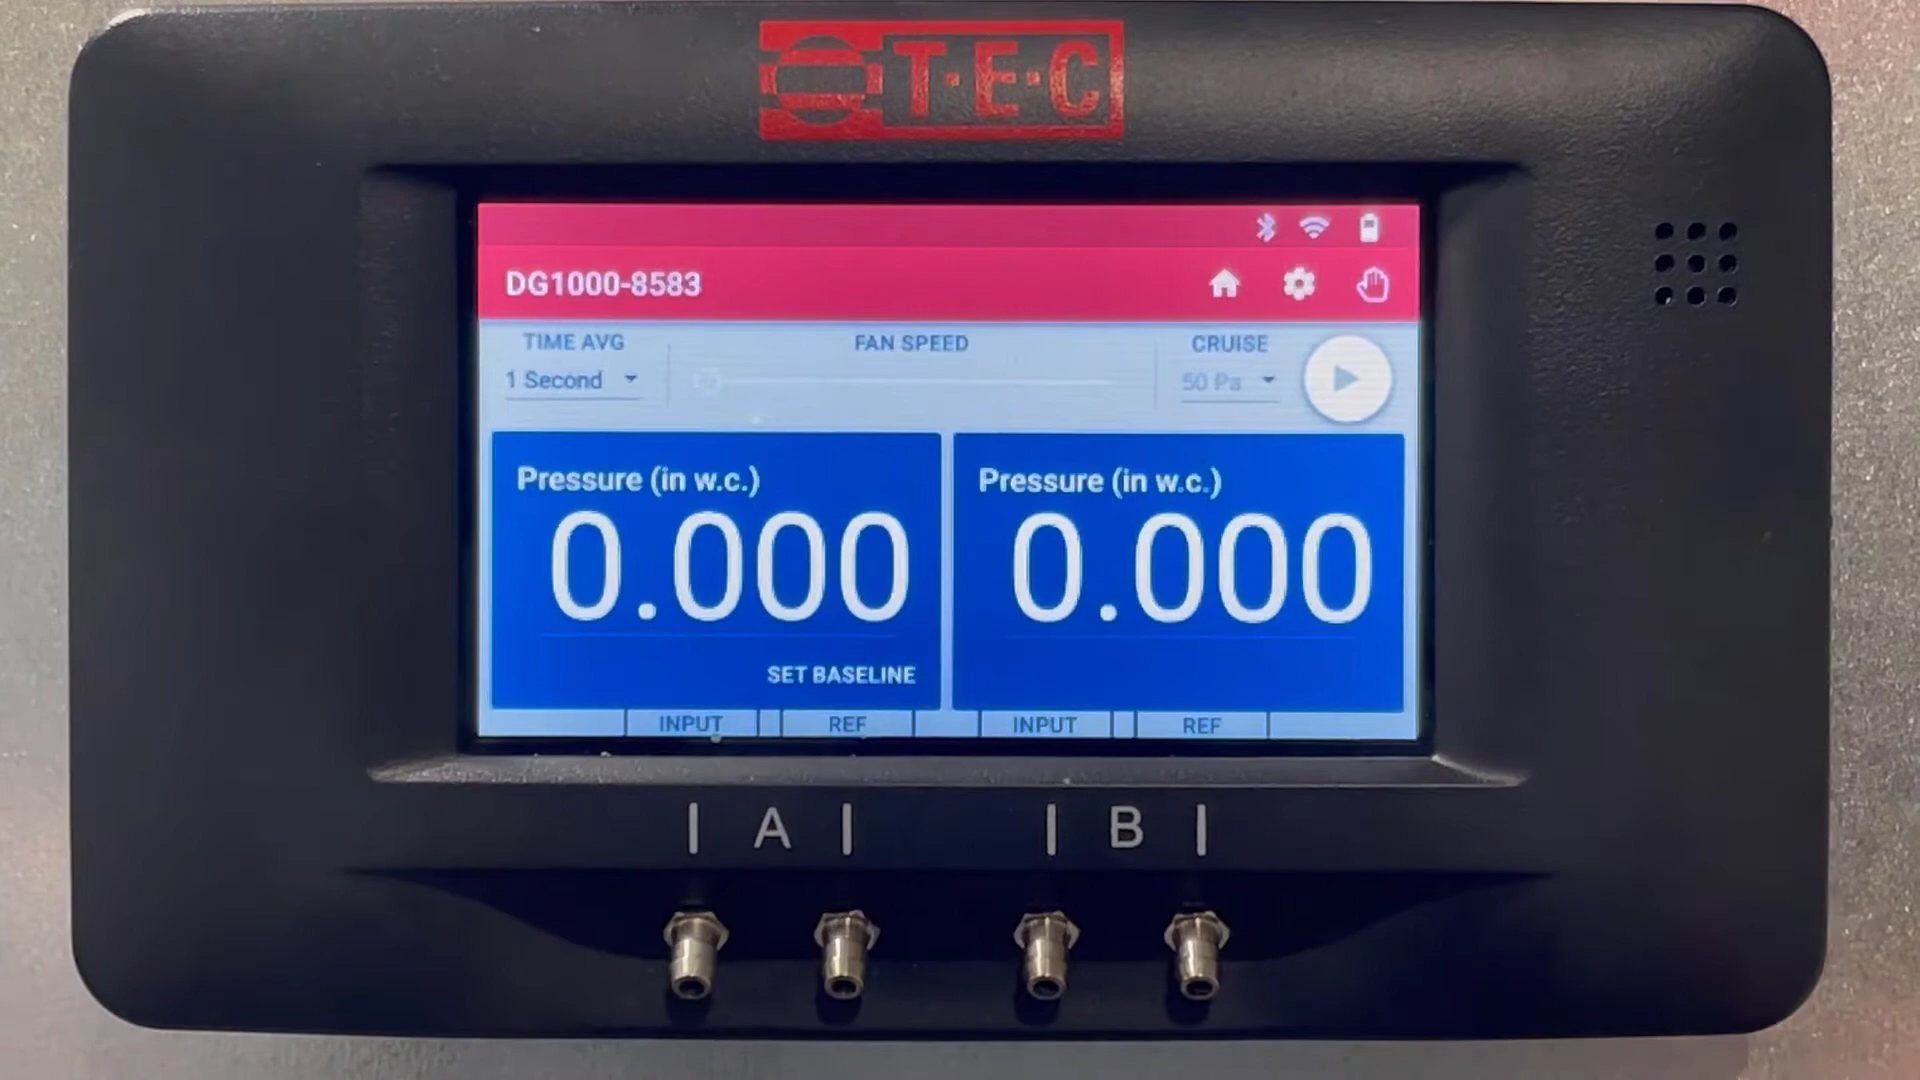 T·E·C
DG1000-8583
TIME AVG
FAN SPEED
CRUISE
1 Second
50 Pa
Pressure (in w.c.)
0.000
SET BASELINE
Pressure (in w.c.)
0.000
INPUT
REF
INPUT
REF
A
B